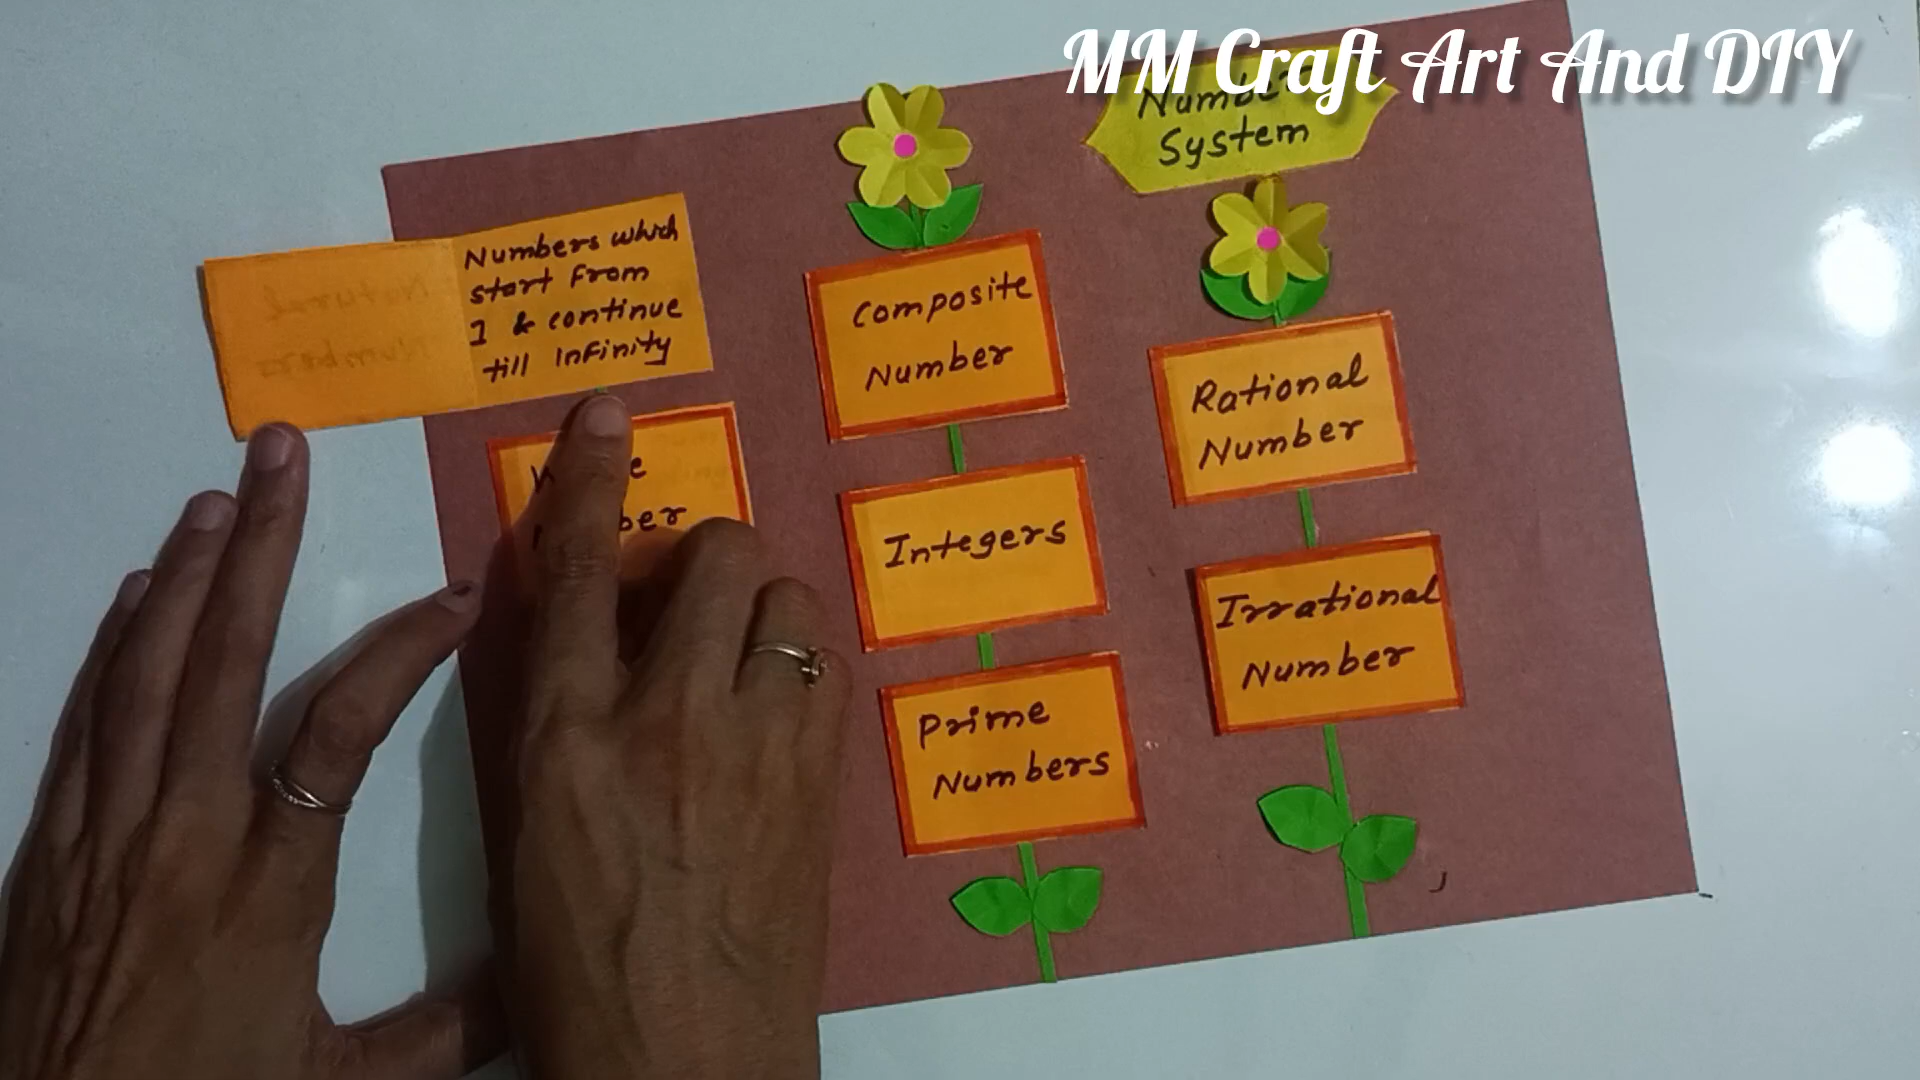 MM Craft Art And DIY
Number
System
Numbers which
start From
1 & continue
till Infinity
Composite
Number
Integers
Prime
Numbers
Rational
Number
Irrational
Number